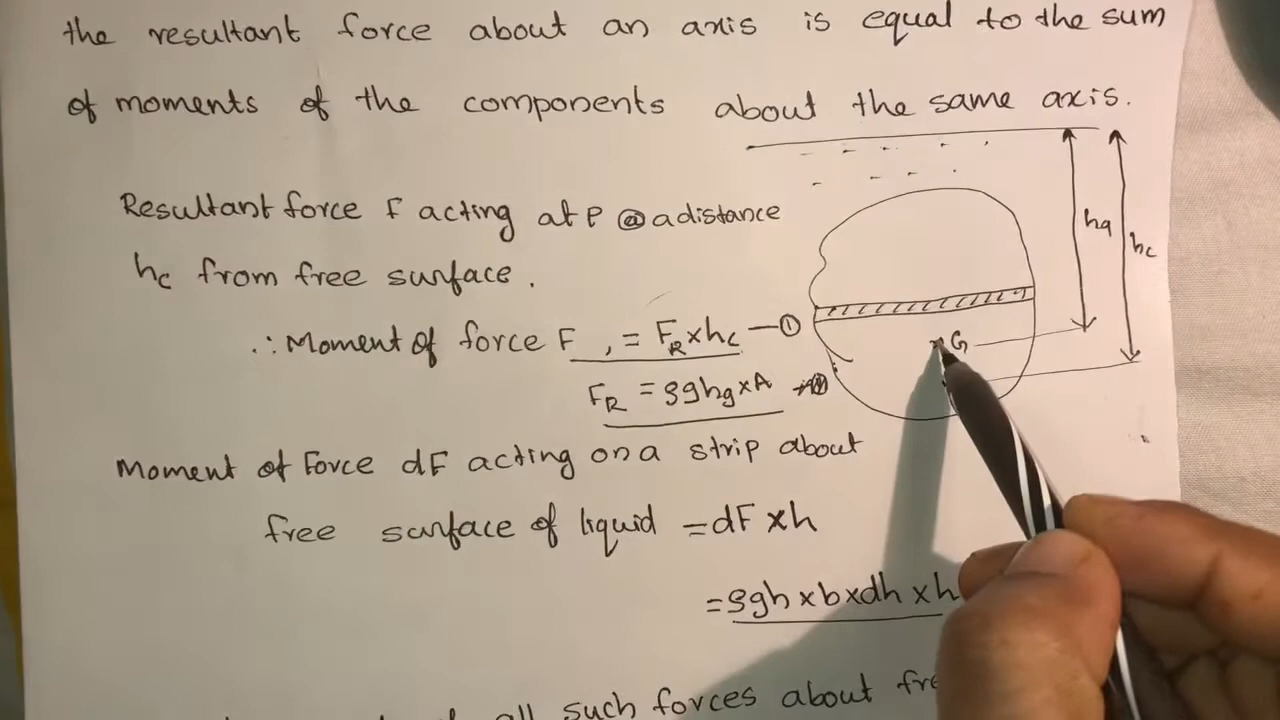 the resultant force about an axis is equal to the sum
of moments of the components about the same axis.
Resultant force F acting at P @ a distance
hc from free surface.
∴ Moment of force F, = FR × hc — ①
FR = ρghg × A
Moment of Force dF acting on a strip about
free surface of liquid = dF × h
= ρgh × b × dh × h
all such forces about
hg
hc
G